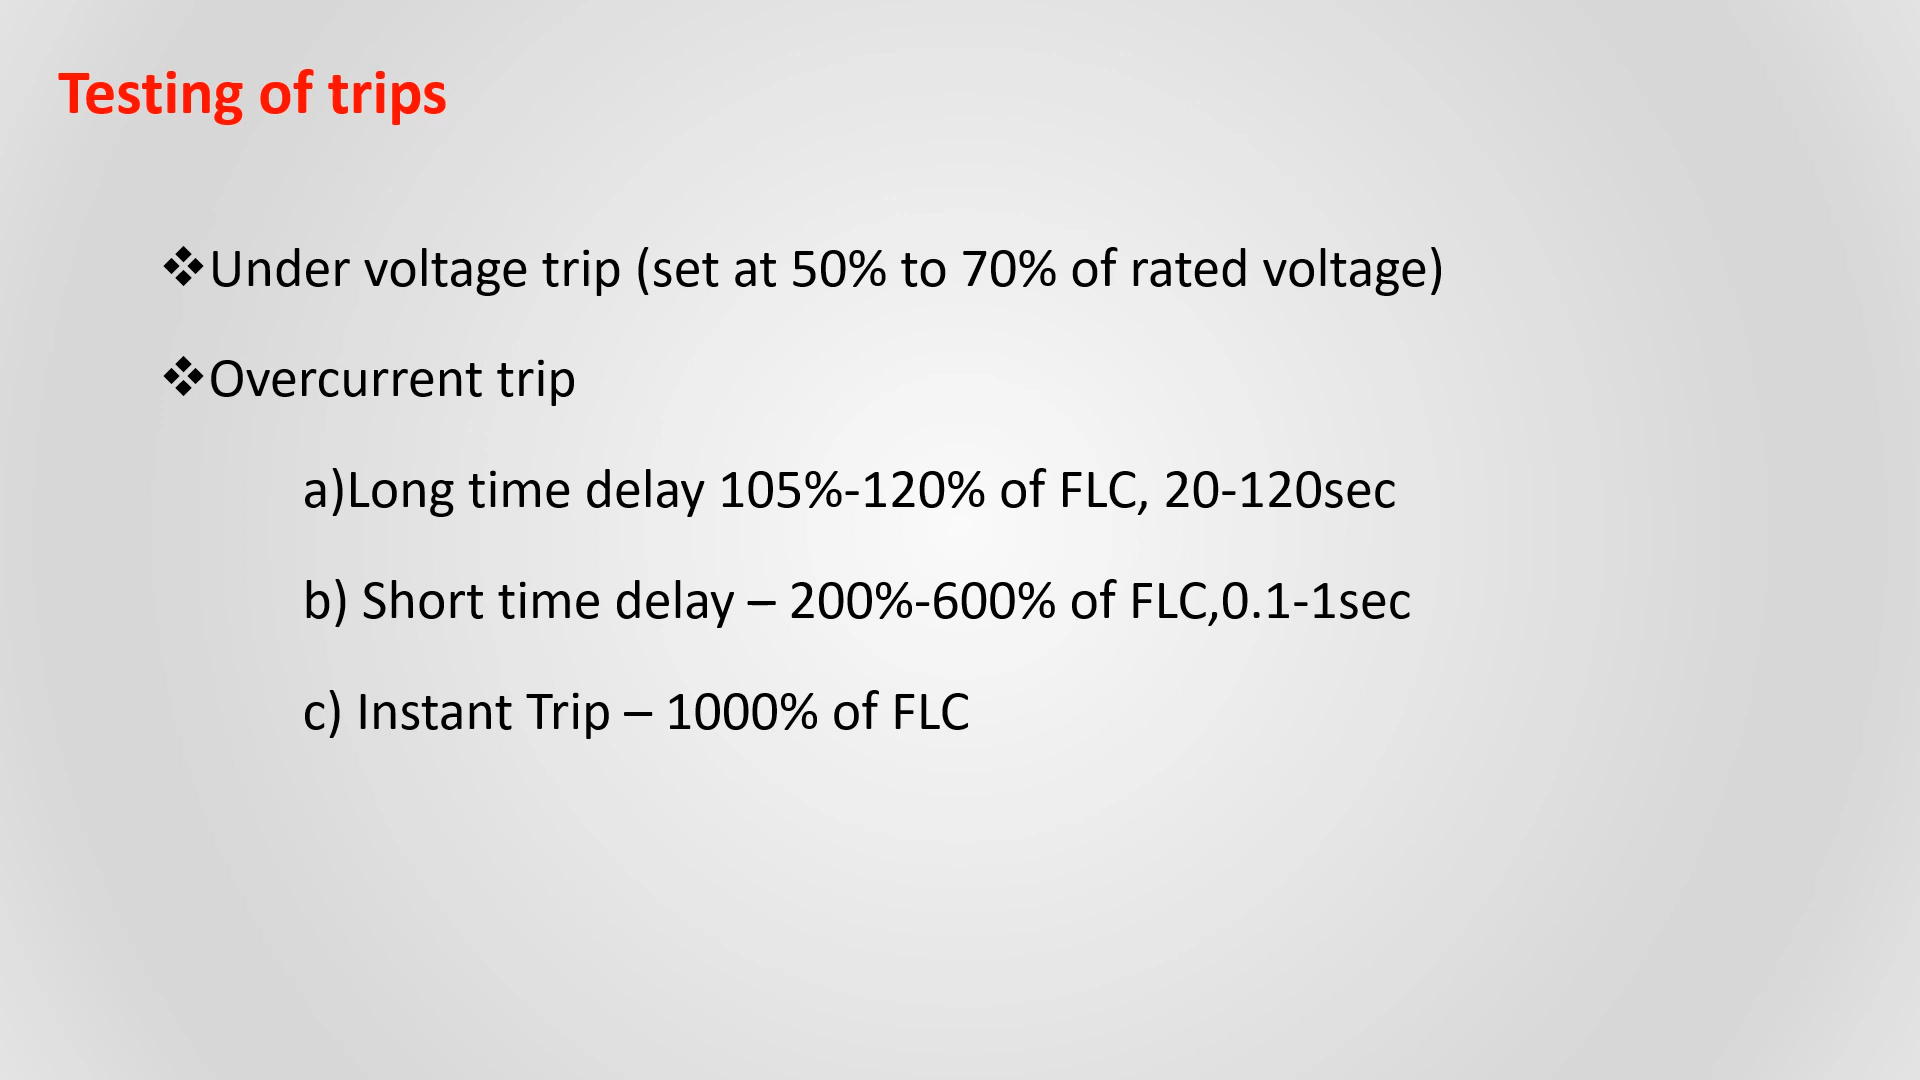 Testing of trips
❖Under voltage trip (set at 50% to 70% of rated voltage)
❖Overcurrent trip
a)Long time delay 105%-120% of FLC, 20-120sec
b) Short time delay – 200%-600% of FLC,0.1-1sec
c) Instant Trip – 1000% of FLC